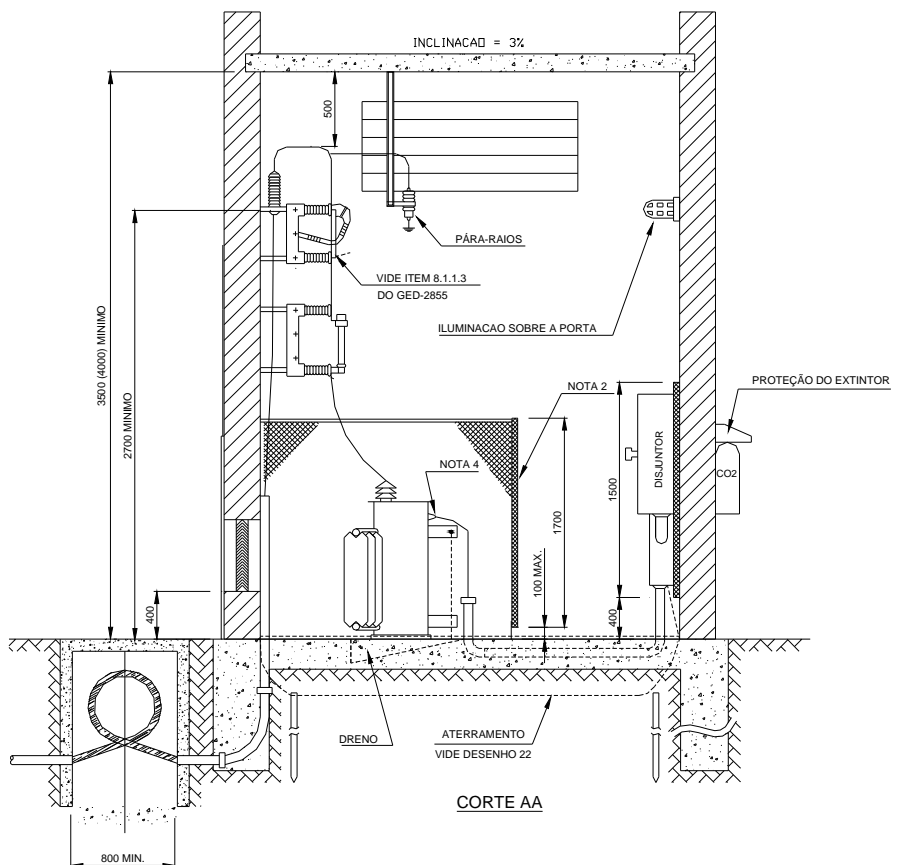 INCLINACAO = 3%
500
PÁRA-RAIOS
VIDE ITEM 8.1.1.3
DO GED-2855
ILUMINACAO SOBRE A PORTA
3500 (4000) MINIMO
2700 MINIMO
NOTA 2
PROTEÇÃO DO EXTINTOR
DISJUNTOR
CO2
NOTA 4
1700
1500
100 MAX.
400
400
DRENO
ATERRAMENTO
VIDE DESENHO 22
CORTE AA
800 MIN.